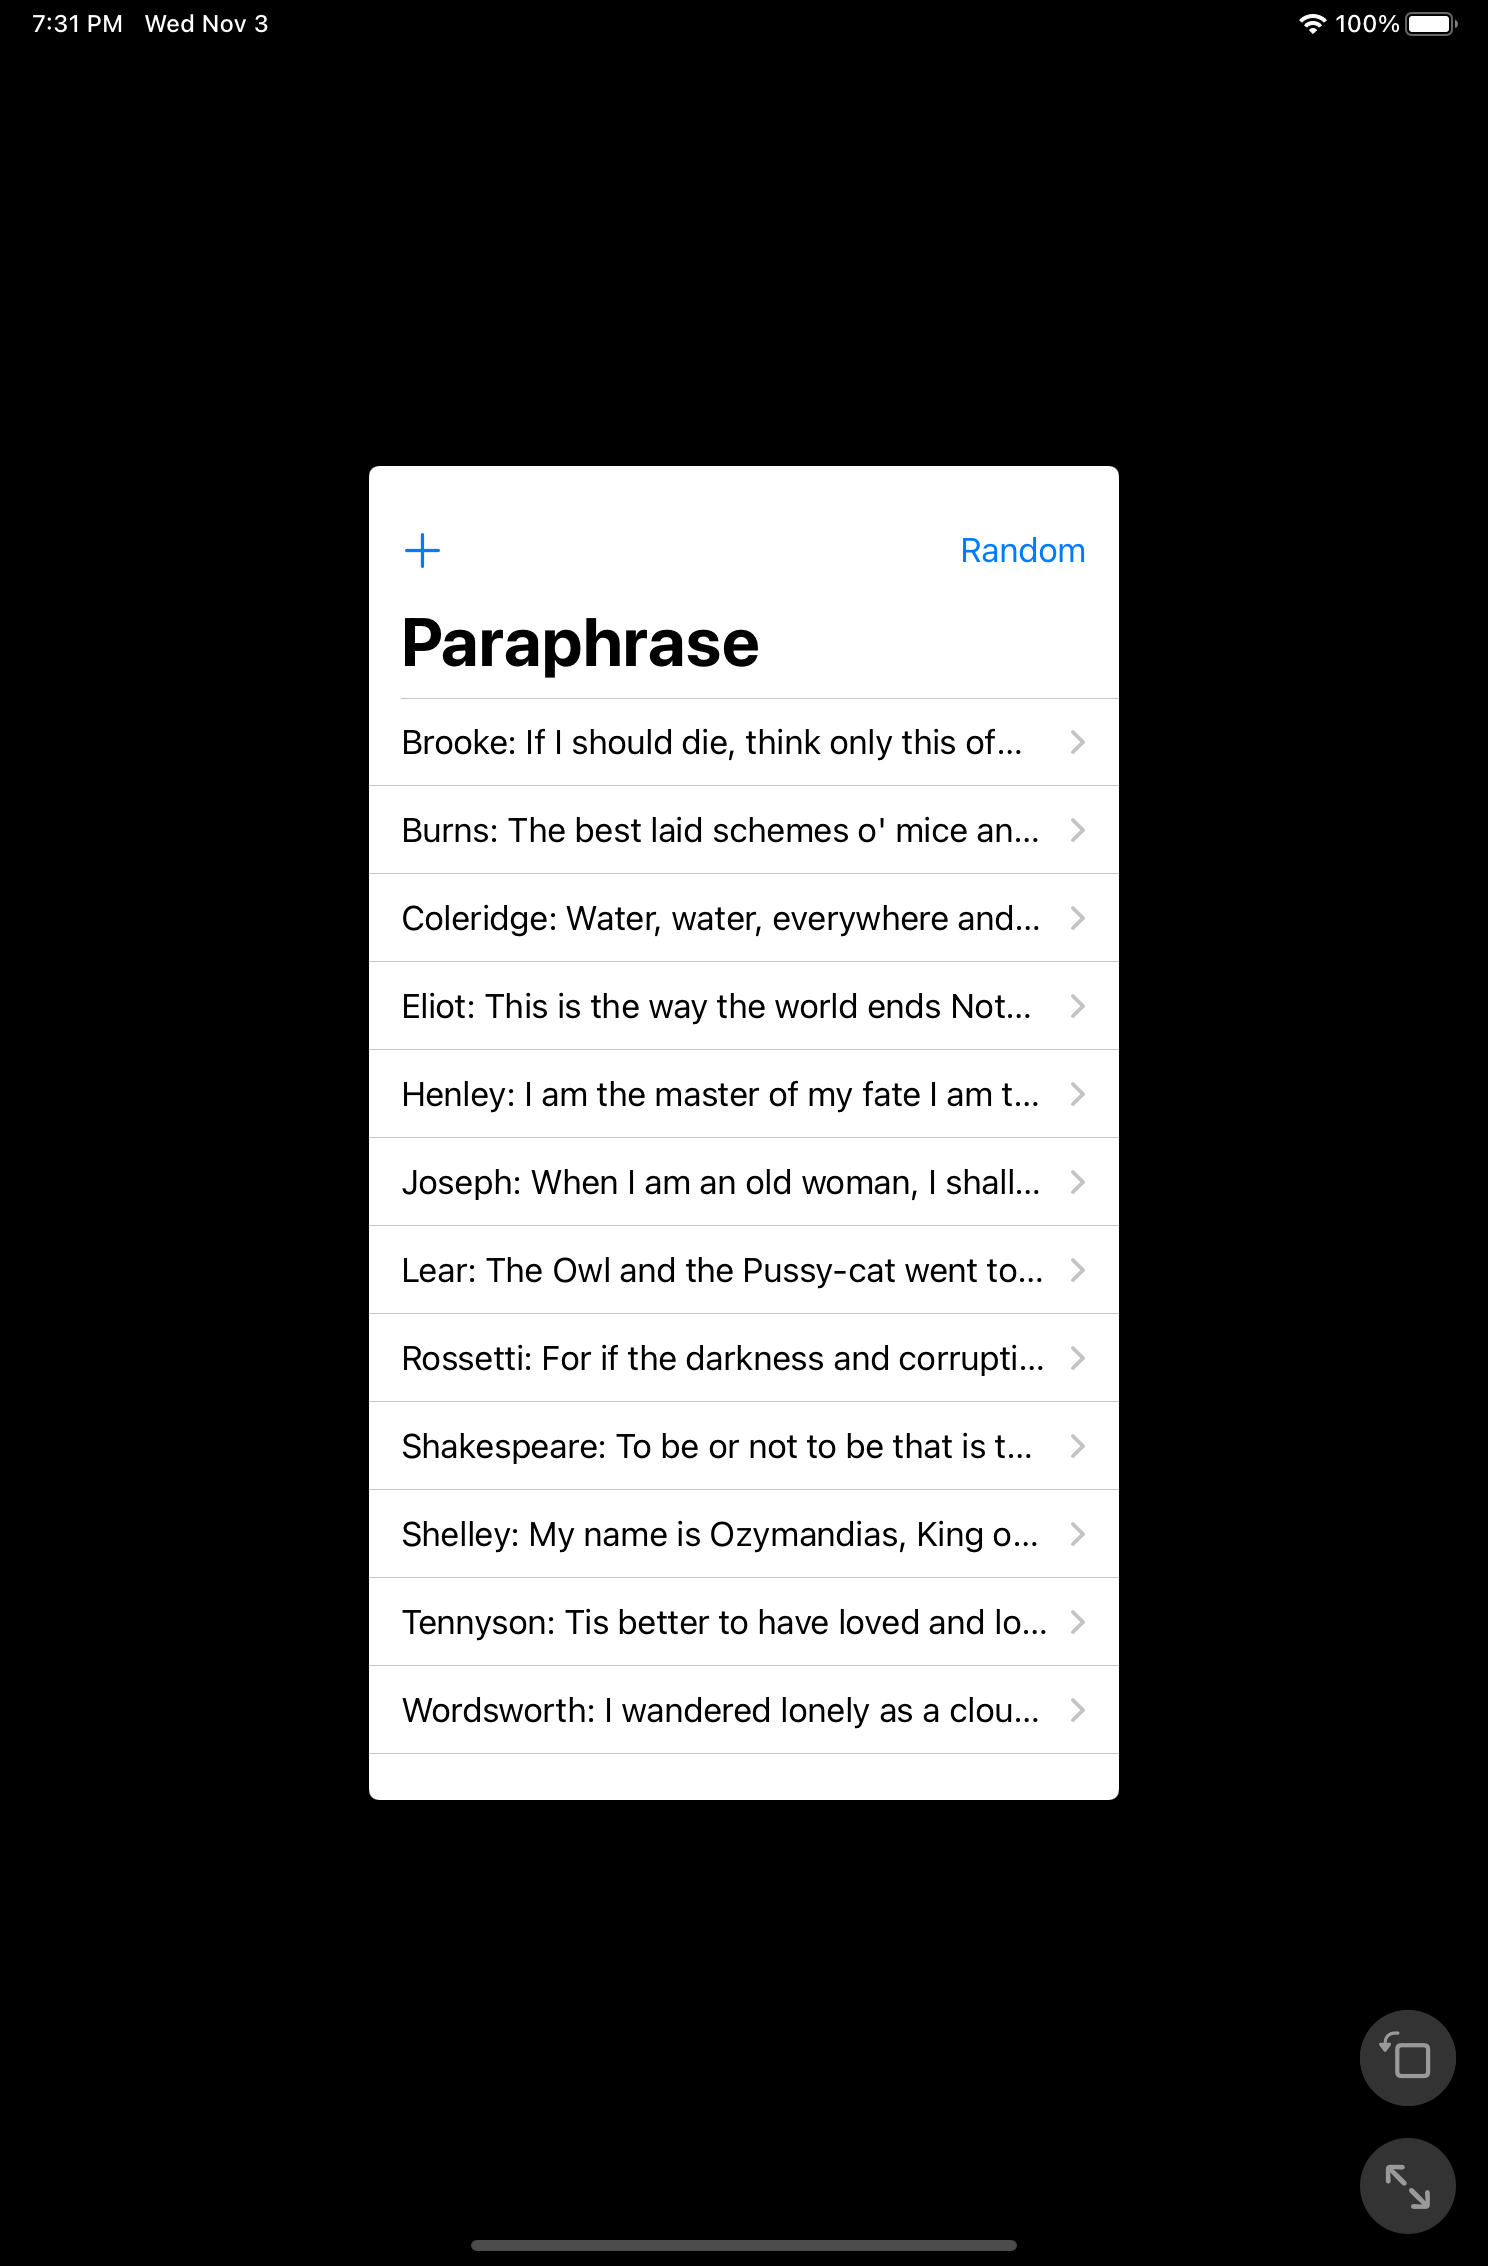 7:31 PM Wed Nov 3 100%
Random
Paraphrase
Brooke: If I should die, think only this of...
Burns: The best laid schemes o' mice an...
Coleridge: Water, water, everywhere and...
Eliot: This is the way the world ends Not...
Henley: I am the master of my fate I am t...
Joseph: When I am an old woman, I shall...
Lear: The Owl and the Pussy-cat went to...
Rossetti: For if the darkness and corrupti...
Shakespeare: To be or not to be that is t...
Shelley: My name is Ozymandias, King o...
Tennyson: Tis better to have loved and lo...
Wordsworth: I wandered lonely as a clou...